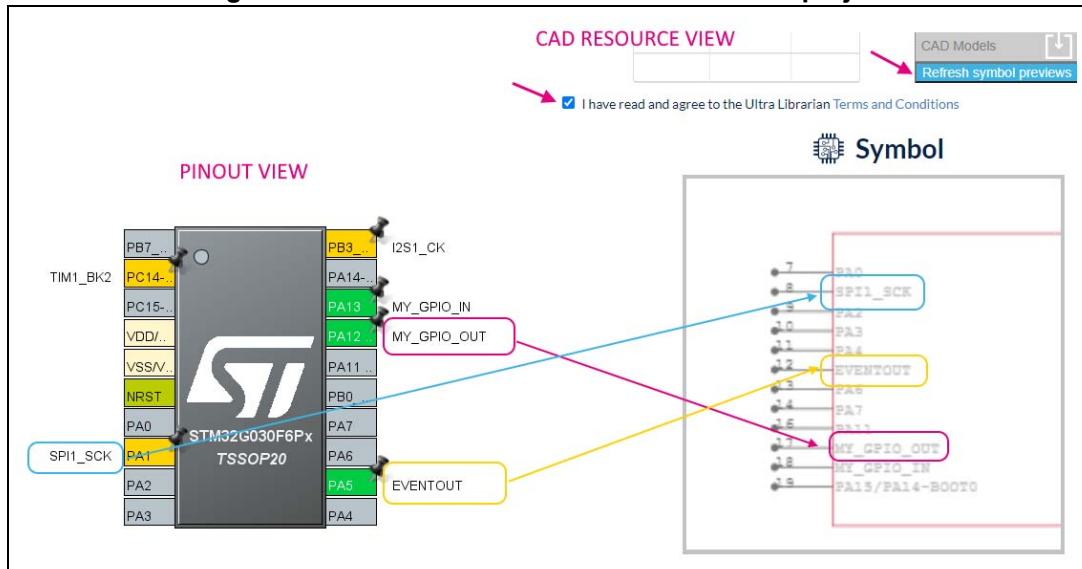 CAD RESOURCE VIEW
CAD Models
Refresh symbol previews
I have read and agree to the Ultra Librarian Terms and Conditions
Symbol
PINOUT VIEW
PB7_..
PB3_..
I2S1_CK
TIM1_BK2
PC14-..
PA14-..
PC15-..
PA13
MY_GPIO_IN
VDD/..
PA12 ..
MY_GPIO_OUT
VSS/V..
PA11 ..
NRST
PB0_..
PA0
PA7
STM32G030F6Px
SPI1_SCK
PA1
TSSOP20
PA6
PA2
PA5
EVENTOUT
PA3
PA4
7 PA0
8 SPI1_SCK
9 PA2
10 PA3
11 PA4
12 EVENTOUT
13 PA6
14 PA7
16 PA11
17 MY_GPIO_OUT
18 MY_GPIO_IN
19 PA15/PA14-BOOT0